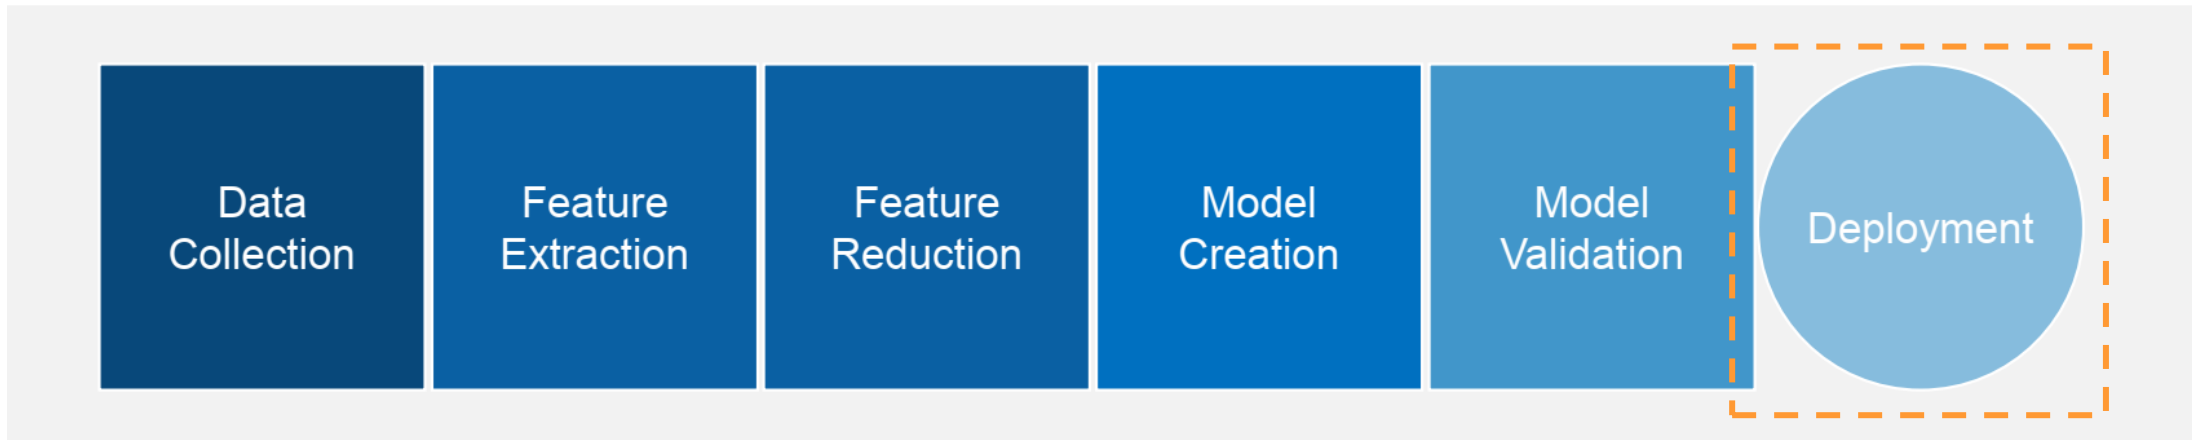 Data
Collection
Feature
Extraction
Feature
Reduction
Model
Creation
Model
Validation
Deployment